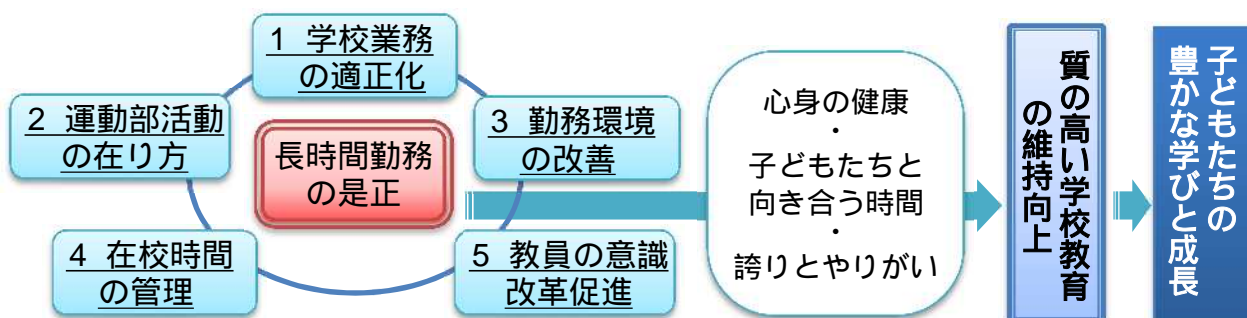 1 学校業務
の適正化
2 運動部活動
の在り方
3 勤務環境
の改善
長時間勤務
の是正
4 在校時間
の管理
5 教員の意識
改革促進
心身の健康
・
子どもたちと
向き合う時間
・
誇りとやりがい
質の高い学校教育
の維持向上
子どもたちの
豊かな学びと成長